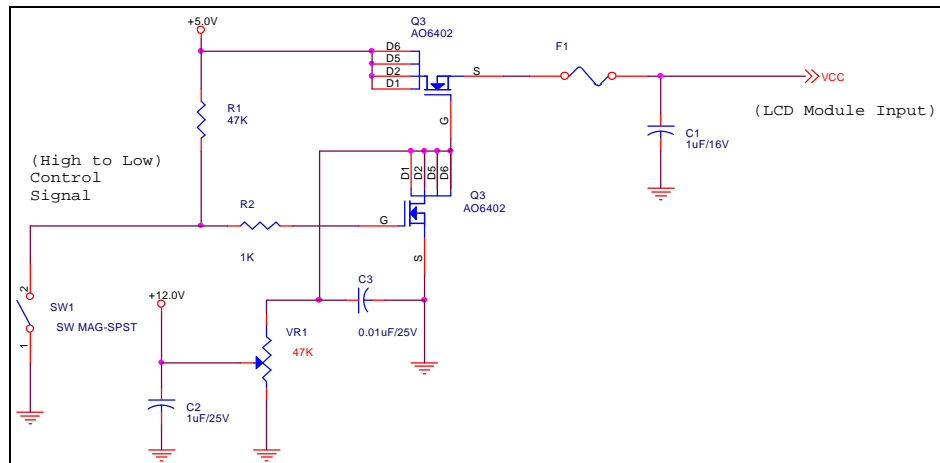 +5.0V
Q3
AO6402
D6
D5
D2
D1
S
G
F1
VCC
(LCD Module Input)
C1
1uF/16V
R1
47K
(High to Low)
Control
Signal
D1
D2
D5
D6
Q3
AO6402
G
S
R2
1K
C3
0.01uF/25V
2
SW1
SW MAG-SPST
1
+12.0V
VR1
47K
C2
1uF/25V